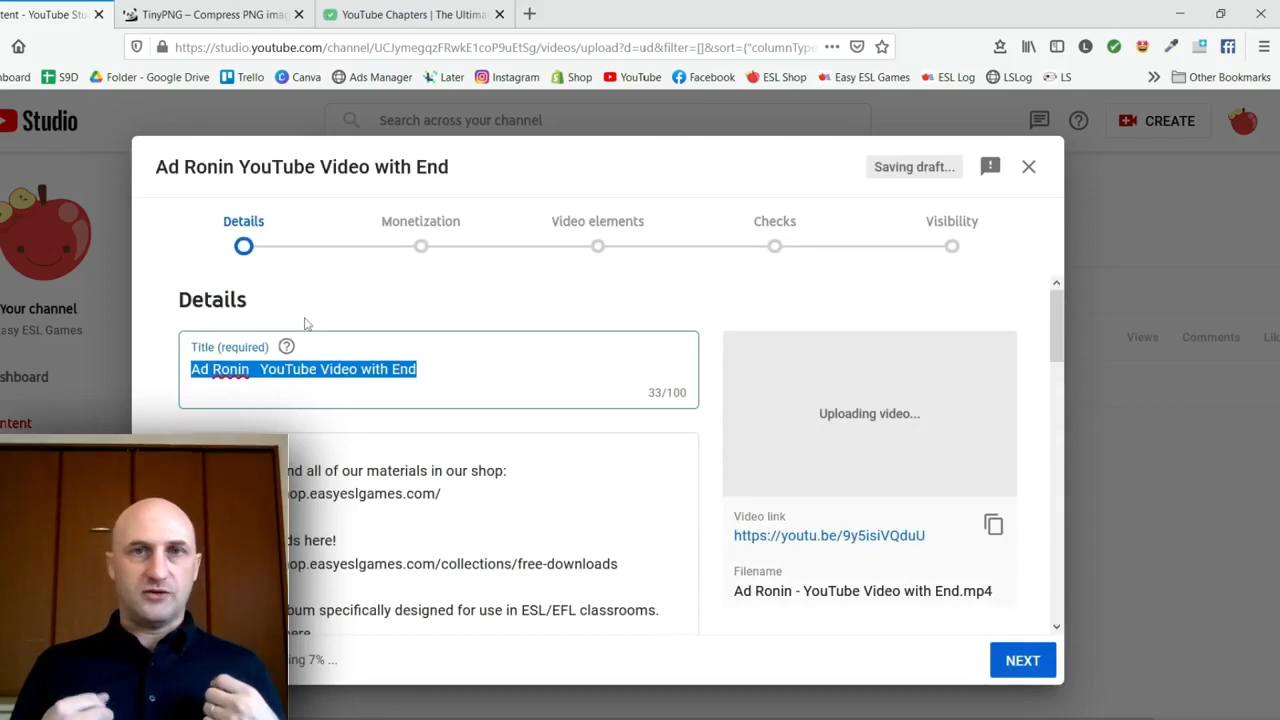 ntent - YouTube Stu
TinyPNG – Compress PNG imag
YouTube Chapters | The Ultima
https://studio.youtube.com/channel/UCJymegqzFRwkE1coP9uEtSg/videos/upload?d=ud&filter=[]&sort={"columnType
board
S9D
Folder - Google Drive
Trello
Canva
Ads Manager
Later
Instagram
Shop
YouTube
Facebook
ESL Shop
Easy ESL Games
ESL Log
LSLog
LS
Other Bookmarks
Studio
Search across your channel
CREATE
Ad Ronin YouTube Video with End
Saving draft...
Details
Monetization
Video elements
Checks
Visibility
Details
Title (required)
Ad Ronin YouTube Video with End
33/100
Uploading video...
Your channel
asy ESL Games
Views
Comments
Lik
shboard
ntent
nd all of our materials in our shop:
hop.easyeslgames.com/
ds here!
hop.easyeslgames.com/collections/free-downloads
bum specifically designed for use in ESL/EFL classrooms.
here
Video link
https://youtu.be/9y5isiVQduU
Filename
Ad Ronin - YouTube Video with End.mp4
ing 7% ...
NEXT